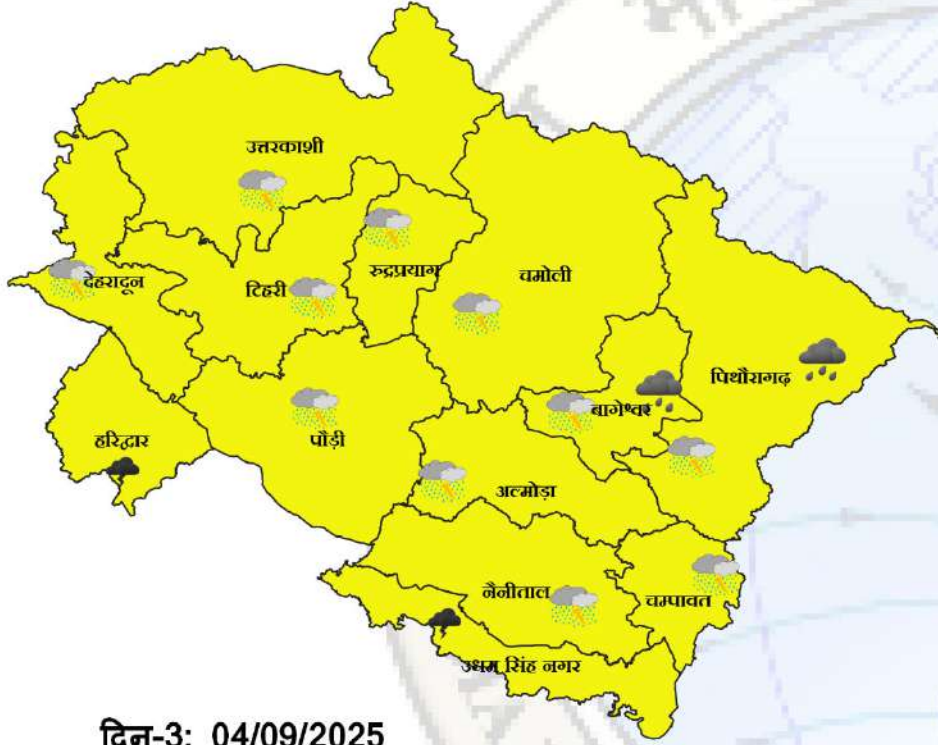 उत्तरकाशी
देहरादून
टिहरी
रुद्रप्रयाग
चमोली
पिथौरागढ़
हरिद्वार
पौड़ी
बागेश्वर
अल्मोड़ा
नैनीताल
चम्पावत
उधम सिंह नगर
दिन-3: 04/09/2025